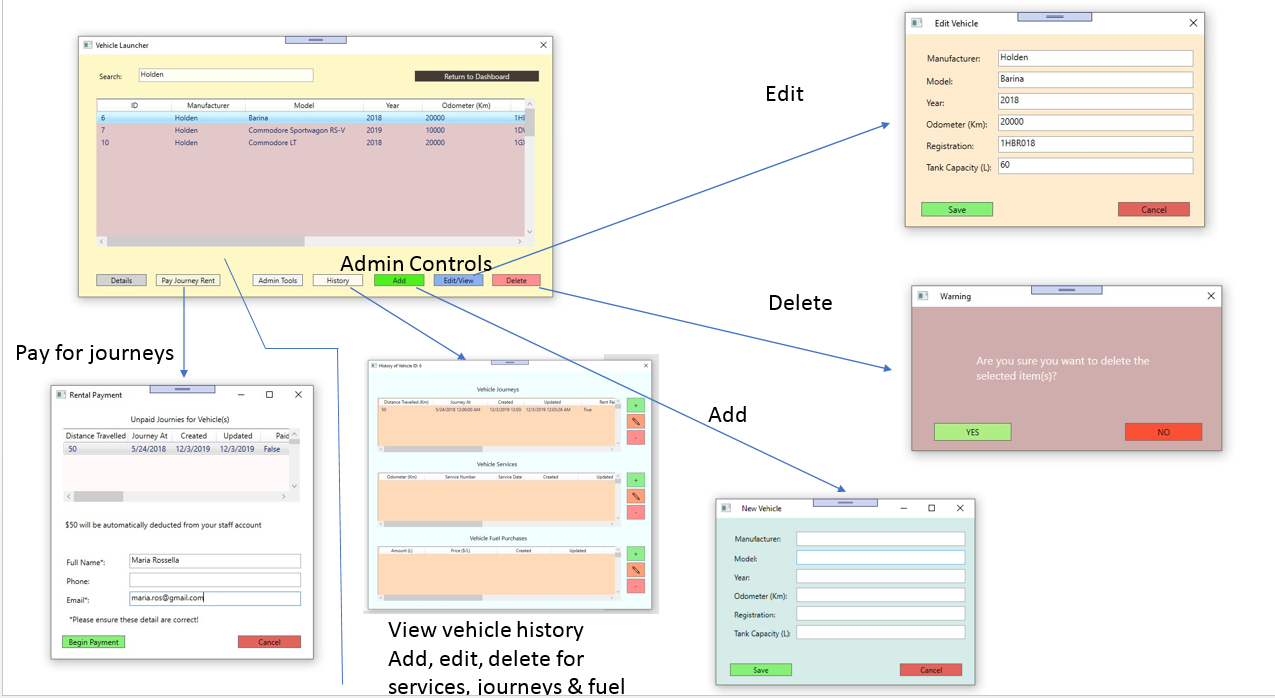 Vehicle Launcher
Search: Holden
Return to Dashboard
ID Manufacturer Model Year Odometer (Km)
6 Holden Barina 2018 20000 1HI
7 Holden Commodore Sportwagon RS-V 2019 10000
10 Holden Commodore LT 2018 20000
Admin Controls
Details Pay Journey Rent Admin Tools History Add Edit/View Delete
Edit
Edit Vehicle
Manufacturer: Holden
Model: Barina
Year: 2018
Odometer (Km): 20000
Registration: 1HBR018
Tank Capacity (L): 60
Save Cancel
Delete
Warning
Are you sure you want to delete the
selected item(s)?
YES NO
Pay for journeys
Rental Payment
Unpaid Journies for Vehicle(s)
Distance Travelled Journey At Created Updated Paid
50 5/24/2018 12/3/2019 12/3/2019 False
$50 will be automatically deducted from your staff account
Full Name*: Maria Rossella
Phone:
Email*: maria.ros@gmail.com
*Please ensure these detail are correct!
Begin Payment Cancel
History of Vehicle ID: 6
Vehicle Journeys
Distance Travelled (Km) Journey At Created Updated Rent Pai
50 5/24/2018 12:00:00 AM 12/3/2019 12:03: 12/3/2019 12:03:26 AM True
Vehicle Services
Odometer (Km) Service Number Service Date Created Updated
Vehicle Fuel Purchases
Amount (L) Price ($/L) Created Updated
View vehicle history
Add, edit, delete for
services, journeys & fuel
Add
New Vehicle
Manufacturer:
Model:
Year:
Odometer (Km):
Registration:
Tank Capacity (L):
Save Cancel